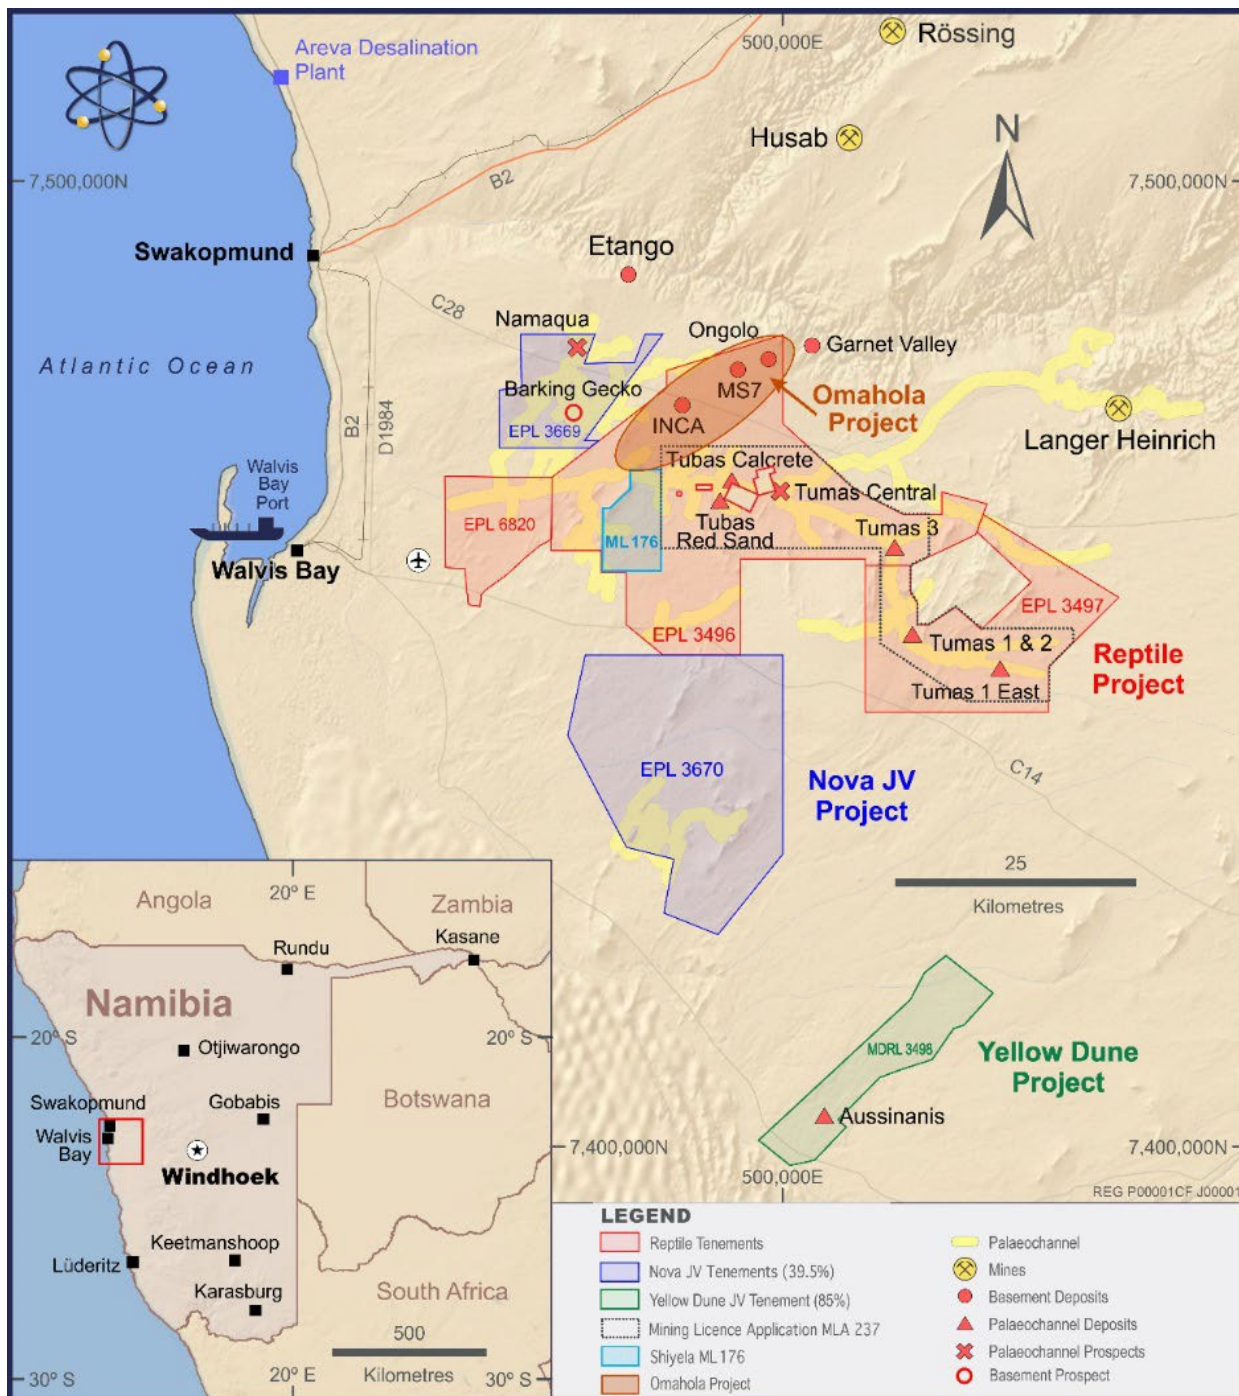 Areva Desalination
Plant
500,000E
Rössing
Husab
N
7,500,000N
7,500,000N
B2
Swakopmund
Etango
C28
Namaqua
Ongolo
Garnet Valley
Atlantic Ocean
Barking Gecko
MS7
Omahola
Project
EPL 3669
INCA
B2
D1984
Langer Heinrich
Tubas Calcrete
Walvis
Bay
Port
Tumas Central
EPL 6820
Tubas
Red Sand
Tumas 3
ML 176
Walvis Bay
EPL 3497
EPL 3496
Tumas 1 & 2
Reptile
Project
Tumas 1 East
EPL 3670
Nova JV
Project
C14
25
Kilometres
Angola
20° E
Zambia
Rundu
Kasane
Namibia
20° S
20° S
Otjiwarongo
Swakopmund
Gobabis
Botswana
Walvis
Bay
Windhoek
Keetmanshoop
Lüderitz
Karasburg
South Africa
500
Kilometres
30° S
20° E
30° S
MDRL 3498
Yellow Dune
Project
Aussinanis
7,400,000N
7,400,000N
500,000E
REG P00001CF J00001
LEGEND
Reptile Tenements
Nova JV Tenements (39.5%)
Yellow Dune JV Tenement (85%)
Mining Licence Application MLA 237
Shiyela ML 176
Omahola Project
Palaeochannel
Mines
Basement Deposits
Palaeochannel Deposits
Palaeochannel Prospects
Basement Prospect